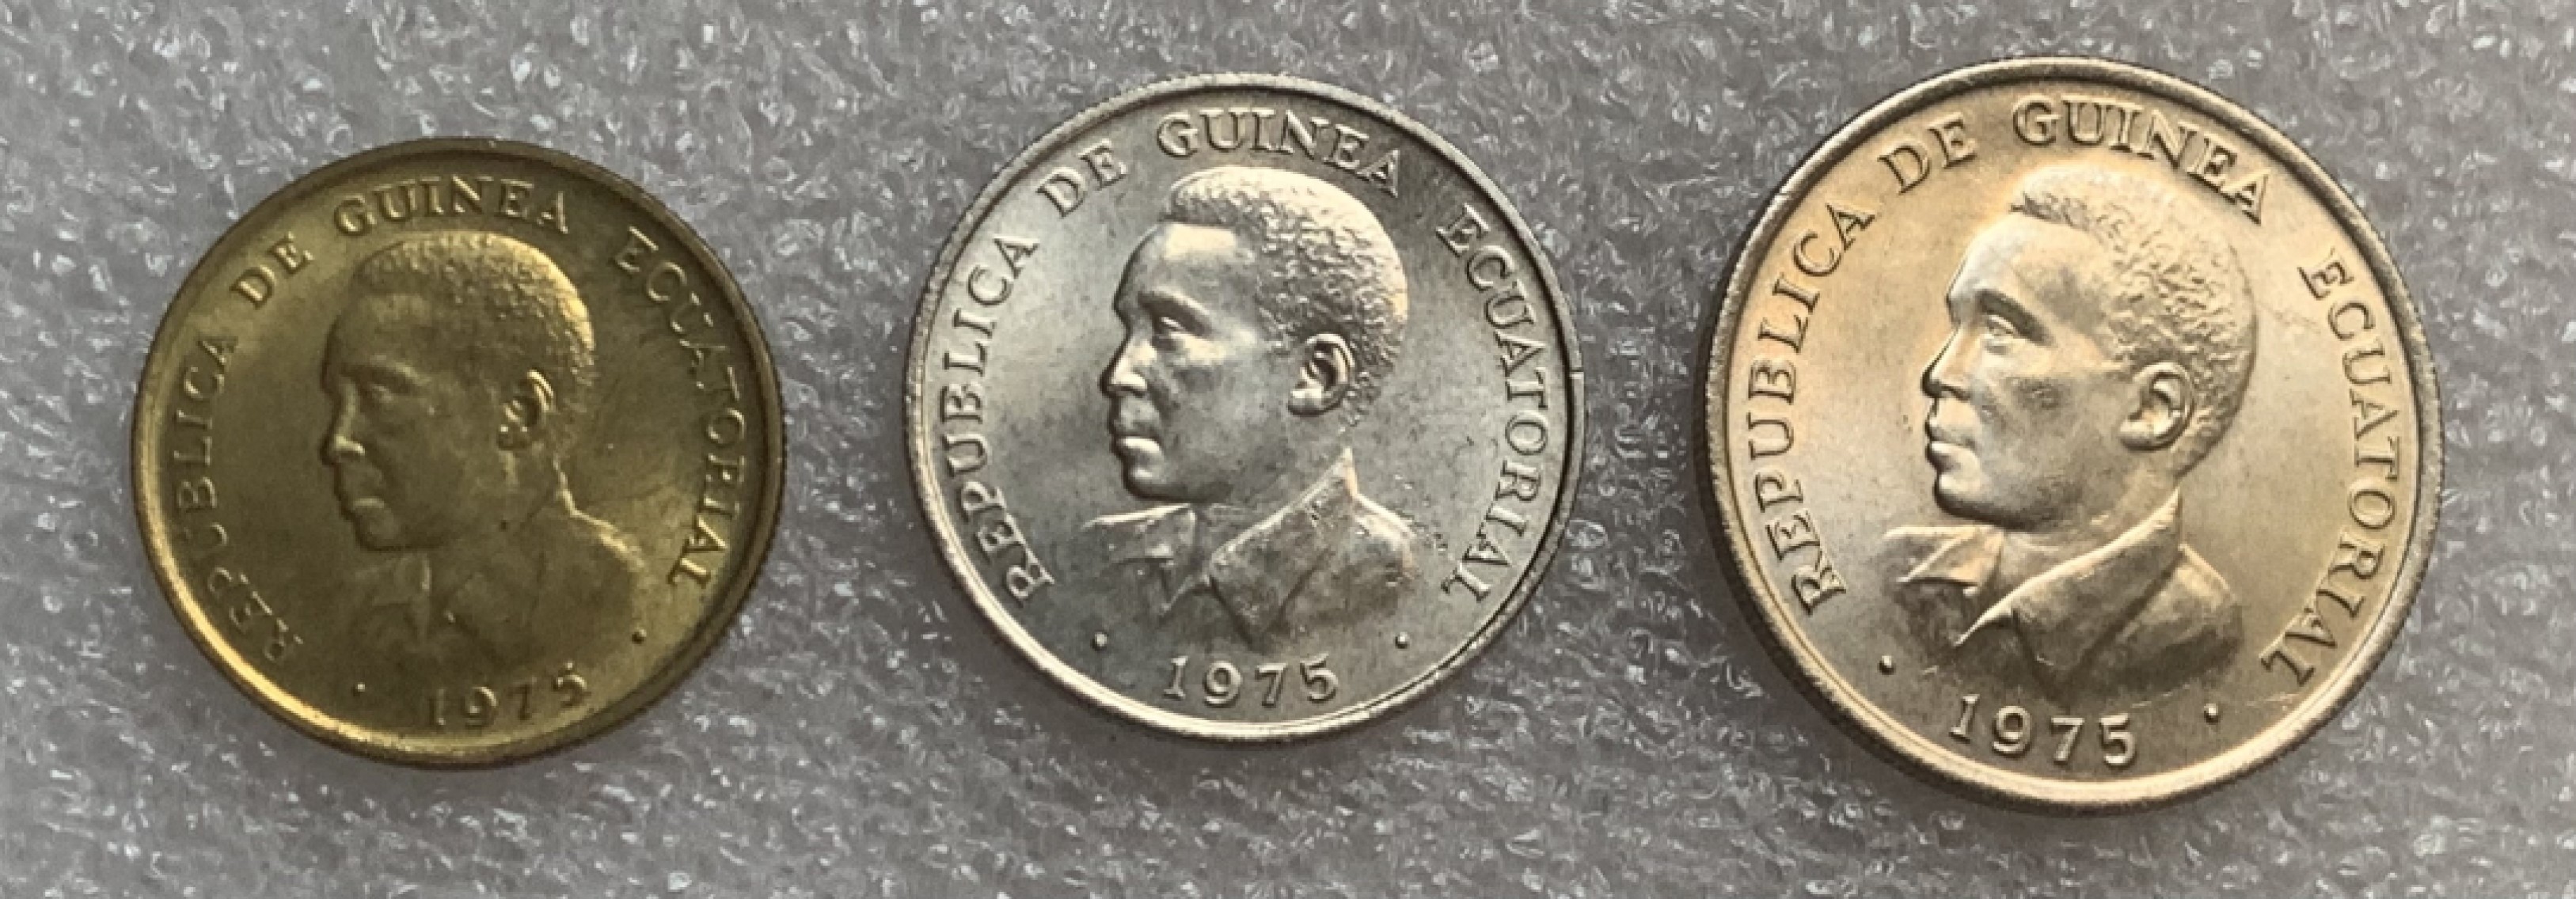 REPUBLICA DE GUINEA ECUATORIAL
· 1975 ·
REPUBLICA DE GUINEA ECUATORIAL
· 1975 ·
REPUBLICA DE GUINEA ECUATORIAL
· 1975 ·